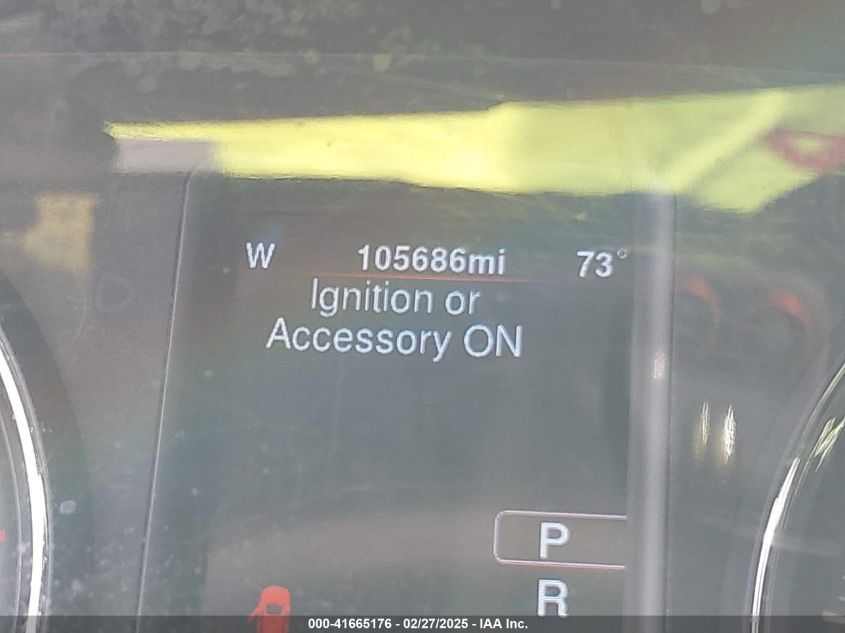 W 105686mi 73°
Ignition or
Accessory ON
P
R
000-41665176 - 02/27/2025 - IAA Inc.